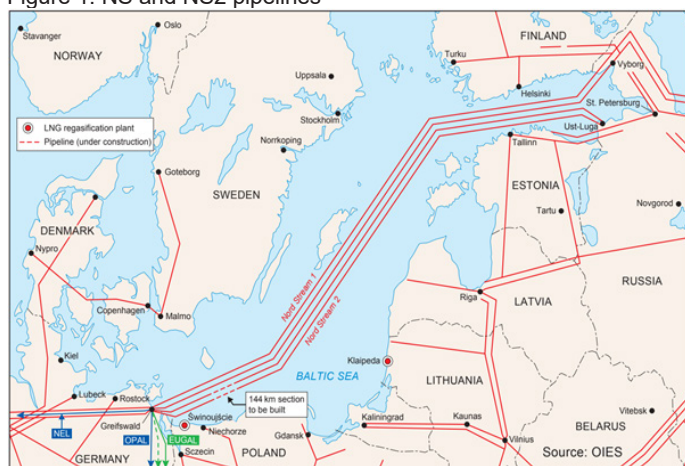 Figure 1: NS and NS2 pipelines
Oslo
Stavanger
NORWAY
FINLAND
Turku
Vyborg
Uppsala
Helsinki
Stockholm
St. Petersburg
LNG regasification plant
Pipeline (under construction)
Norrkoping
Ust-Luga
Tallinn
Goteborg
SWEDEN
ESTONIA
Novgorod
Tartu
DENMARK
Nypro
Nord Stream 1
Nord Stream 2
RUSSIA
Riga
LATVIA
Copenhagen
Malmo
Kiel
Klaipeda
BALTIC SEA
144 km section
to be built
LITHUANIA
Lubeck
Rostock
Vitebsk
Świnoujście
Kaliningrad
Kaunas
BELARUS
NEL
Greifswald
OPAL
EUGAL
Niechorze
Gdansk
Vilnius
Source: OIES
GERMANY
Sczecin
POLAND